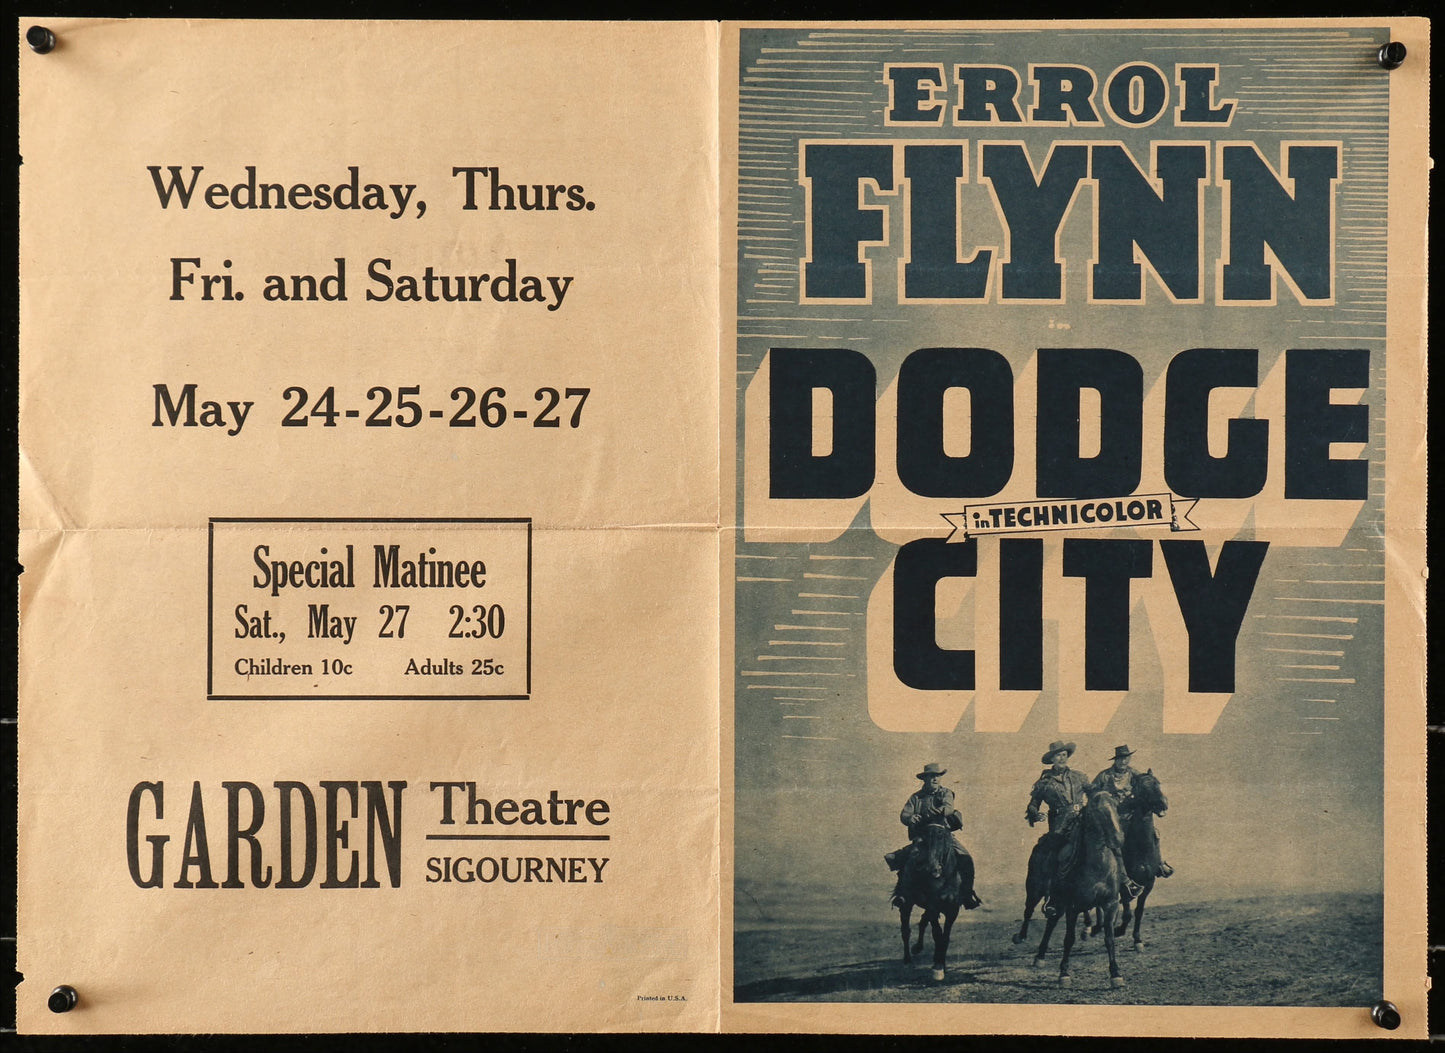 Wednesday, Thurs.
Fri. and Saturday
May 24-25-26-27
Special Matinee
Sat., May 27 2:30
Children 10c Adults 25c
GARDEN Theatre
SIGOURNEY
Printed in U.S.A.
ERROL
FLYNN
in
DODGE
in TECHNICOLOR
CITY